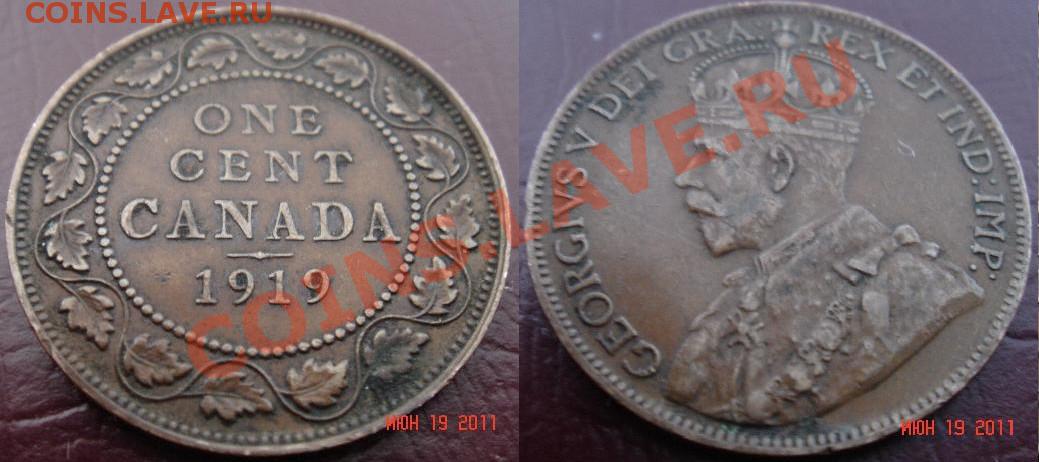 COINS.LAVE.RU
ONE
CENT
CANADA
1919
GEORGIVS V DEI GRA: REX ET IND: IMP:
COINS.LAVE.RU
ИЮН 19 2011
ИЮН 19 2011